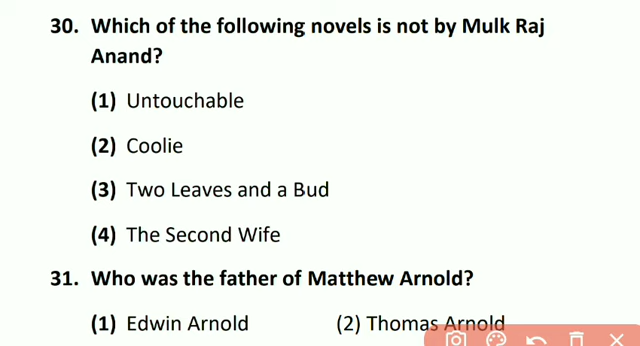 30. Which of the following novels is not by Mulk Raj
Anand?
(1) Untouchable
(2) Coolie
(3) Two Leaves and a Bud
(4) The Second Wife
31. Who was the father of Matthew Arnold?
(1) Edwin Arnold (2) Thomas Arnold